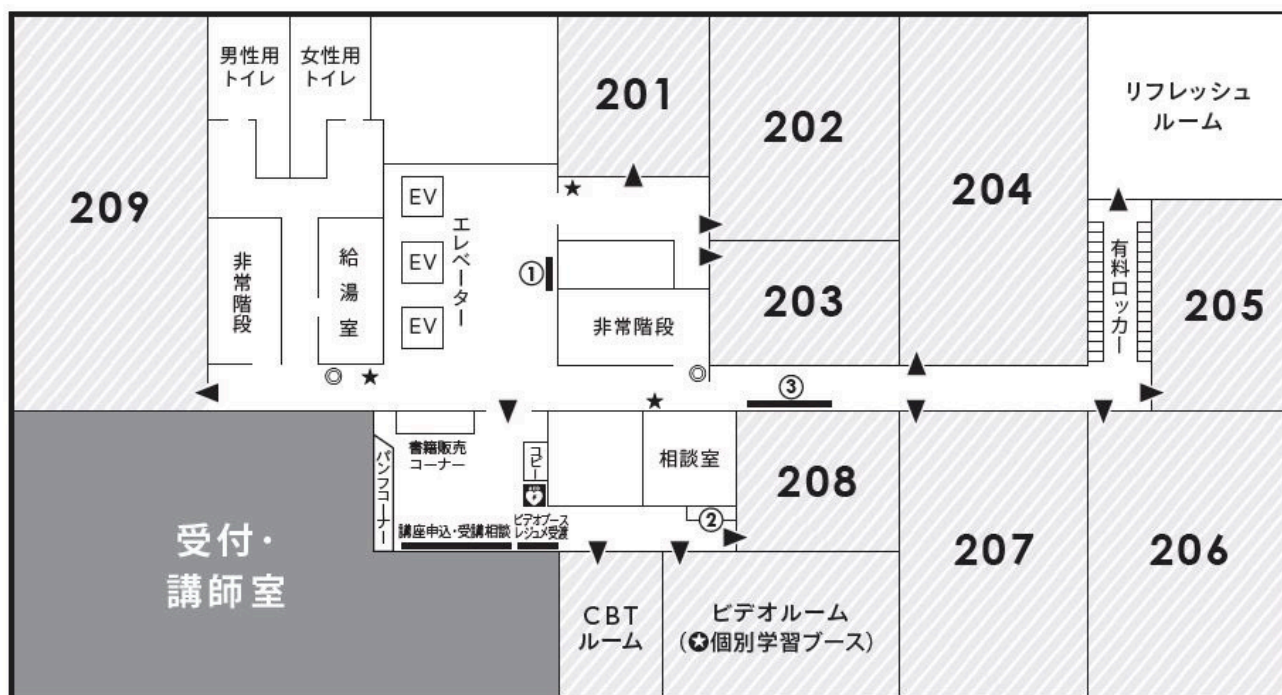 男性用
トイレ
女性用
トイレ
201
202
204
リフレッシュ
ルーム
209
EV
EV
EV
エレベーター
★
①
非常階段
給湯室
非常階段
203
有料ロッカー
205
◎
★
◎
★
③
書籍販売
コーナー
パンフコーナー
コピー
AED
相談室
208
②
講座申込・受講相談
ビデオブース
レジュメ受渡
受付・
講師室
CBT
ルーム
ビデオルーム
(✪個別学習ブース)
207
206